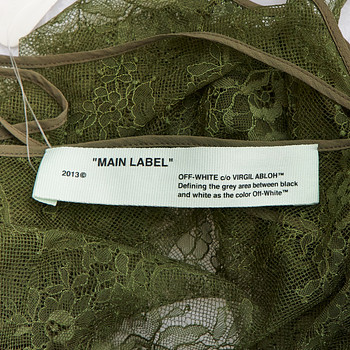 "MAIN LABEL"
2013©
OFF-WHITE c/o VIRGIL ABLOH™
Defining the grey area between black
and white as the color Off-White™